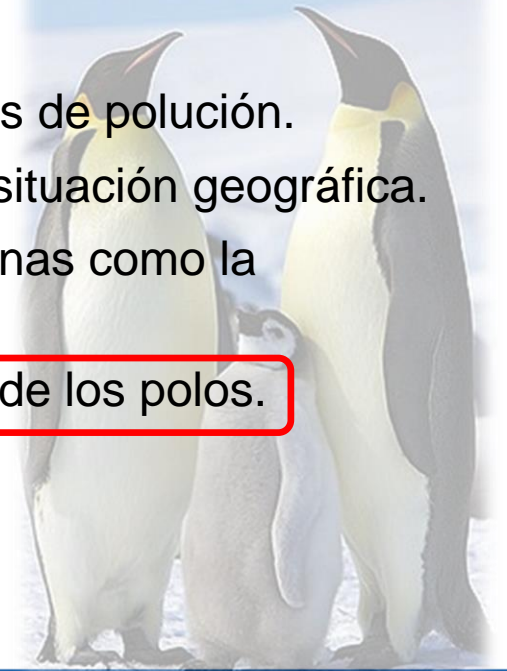 s de polución.
situación geográfica.
nas como la
de los polos.